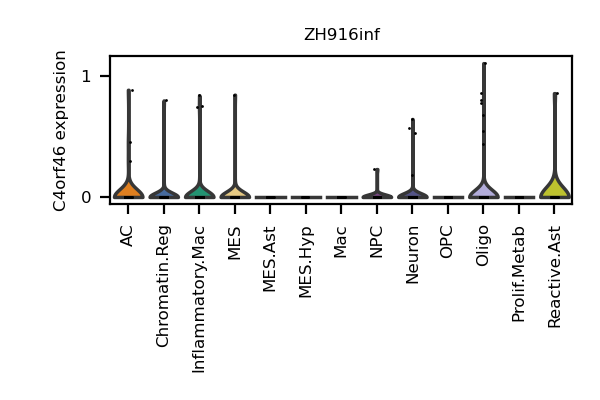 ZH916inf
C4orf46 expression
1
0
AC
Chromatin.Reg
Inflammatory.Mac
MES
MES.Ast
MES.Hyp
Mac
NPC
Neuron
OPC
Oligo
Prolif.Metab
Reactive.Ast